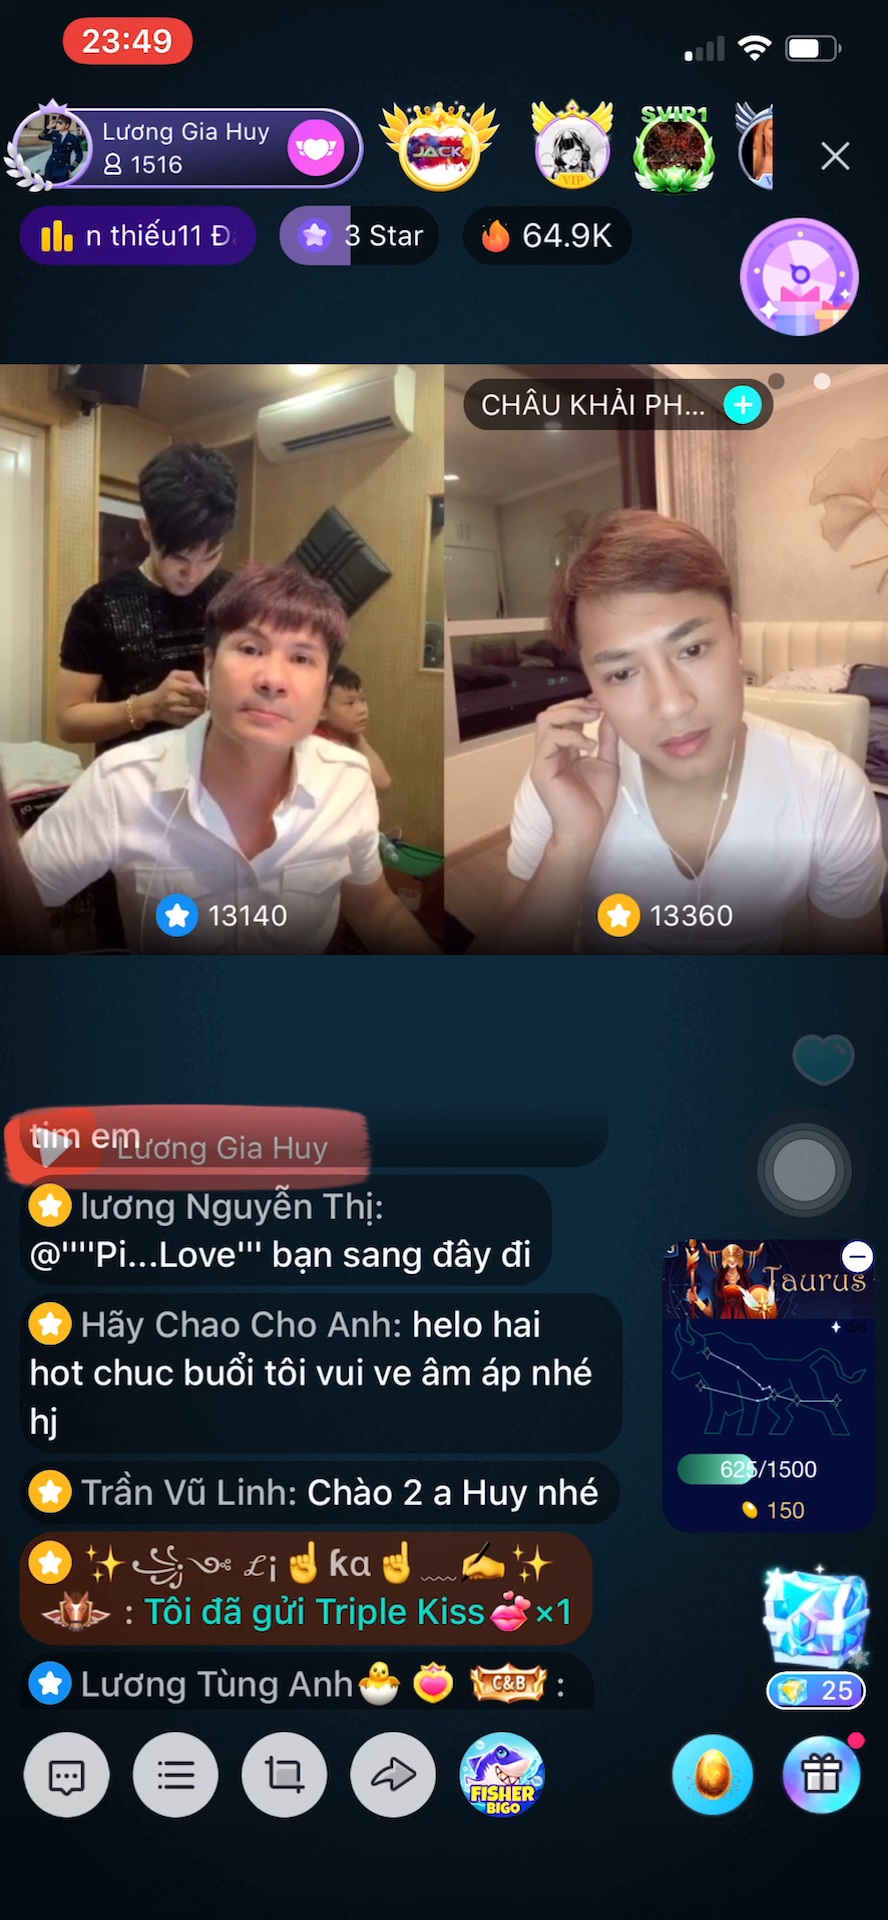 23:49
Lương Gia Huy
1516
JACK
VIP
SVIP1
n thiếu11 Đ
3 Star
64.9K
CHÂU KHẢI PH...
13140
13360
tim em
Lương Gia Huy
lương Nguyễn Thị:
@''''Pi...Love''' bạn sang đây đi
Hãy Chao Cho Anh: helo hai
hot chuc buổi tôi vui ve âm áp nhé
hj
Trần Vũ Linh: Chào 2 a Huy nhé
✨꧁༺ ℒ¡☝️ƙα☝️﹏✍️✨
: Tôi đã gửi Triple Kiss💋×1
Lương Tùng Anh🐣 C&B :
Taurus
0/5
625/1500
150
25
FISHER
BIGO